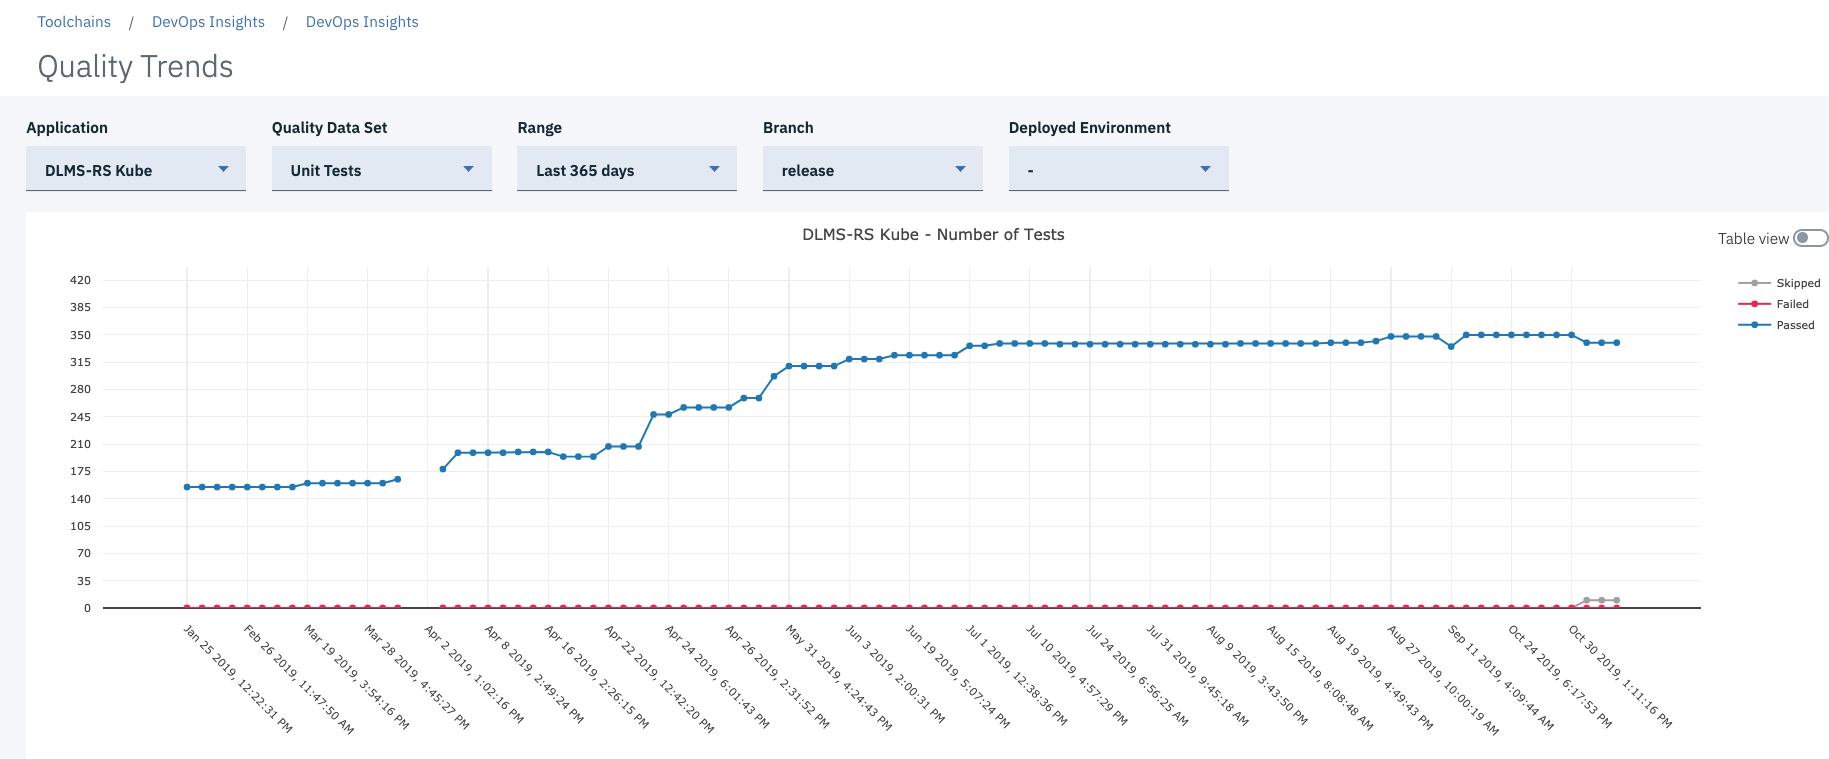 Toolchains / DevOps Insights / DevOps Insights
Quality Trends
Application Quality Data Set Range Branch Deployed Environment
DLMS-RS Kube Unit Tests Last 365 days release -
DLMS-RS Kube - Number of Tests
Table view
Skipped
Failed
Passed
420
385
350
315
280
245
210
175
140
105
70
35
0
Jan 25 2019, 12:22:31 PM
Feb 26 2019, 11:47:50 AM
Mar 19 2019, 3:54:16 PM
Mar 28 2019, 4:45:27 PM
Apr 2 2019, 1:02:16 PM
Apr 8 2019, 2:49:24 PM
Apr 16 2019, 2:26:15 PM
Apr 22 2019, 12:42:20 PM
Apr 24 2019, 6:01:43 PM
Apr 26 2019, 2:31:52 PM
May 31 2019, 4:24:43 PM
Jun 3 2019, 2:00:31 PM
Jun 19 2019, 5:07:24 PM
Jul 1 2019, 12:38:36 PM
Jul 10 2019, 4:57:29 PM
Jul 24 2019, 6:56:25 AM
Jul 31 2019, 9:45:18 AM
Aug 9 2019, 3:43:50 PM
Aug 15 2019, 8:08:48 AM
Aug 19 2019, 4:49:43 PM
Aug 27 2019, 10:00:19 AM
Sep 11 2019, 4:09:44 AM
Oct 24 2019, 6:17:53 PM
Oct 30 2019, 1:11:16 PM